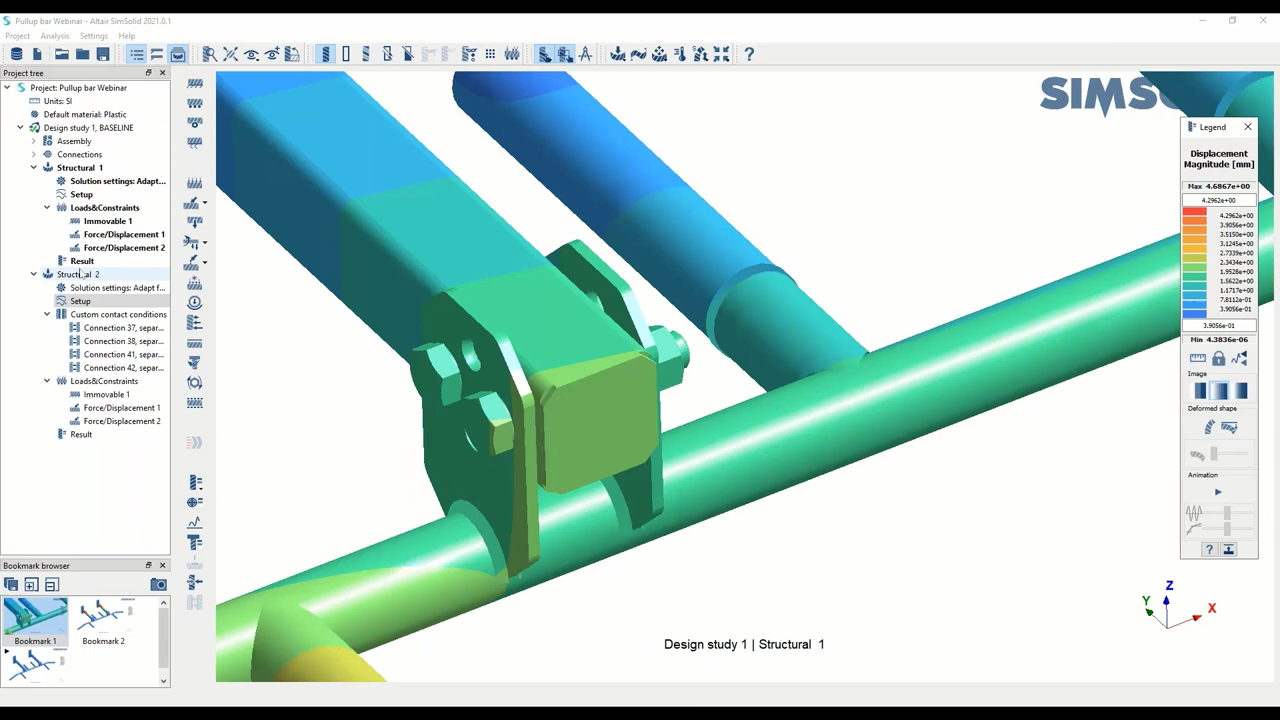 Pullup bar Webinar - Altair SimSolid 2021.0.1
Project Analysis Settings Help
Project tree
Project: Pullup bar Webinar
Units: SI
Default material: Plastic
Design study 1, BASELINE
Assembly
Connections
Structural 1
Solution settings: Adapt...
Setup
Loads&Constraints
Immovable 1
Force/Displacement 1
Force/Displacement 2
Result
Structural 2
Solution settings: Adapt f...
Setup
Custom contact conditions
Connection 37, separ...
Connection 38, separ...
Connection 41, separ...
Connection 42, separ...
Loads&Constraints
Immovable 1
Force/Displacement 1
Force/Displacement 2
Result
Bookmark browser
Bookmark 1
Bookmark 2
SIMS
Legend
Displacement
Magnitude [mm]
Max 4.6867e+00
4.2962e+00
4.2962e+00
3.9056e+00
3.5150e+00
3.1245e+00
2.7339e+00
2.3434e+00
1.9528e+00
1.5622e+00
1.1717e+00
7.8112e-01
3.9056e-01
3.9056e-01
Min 4.3836e-06
Image
Deformed shape
Animation
Z
Y
X
Design study 1 | Structural 1